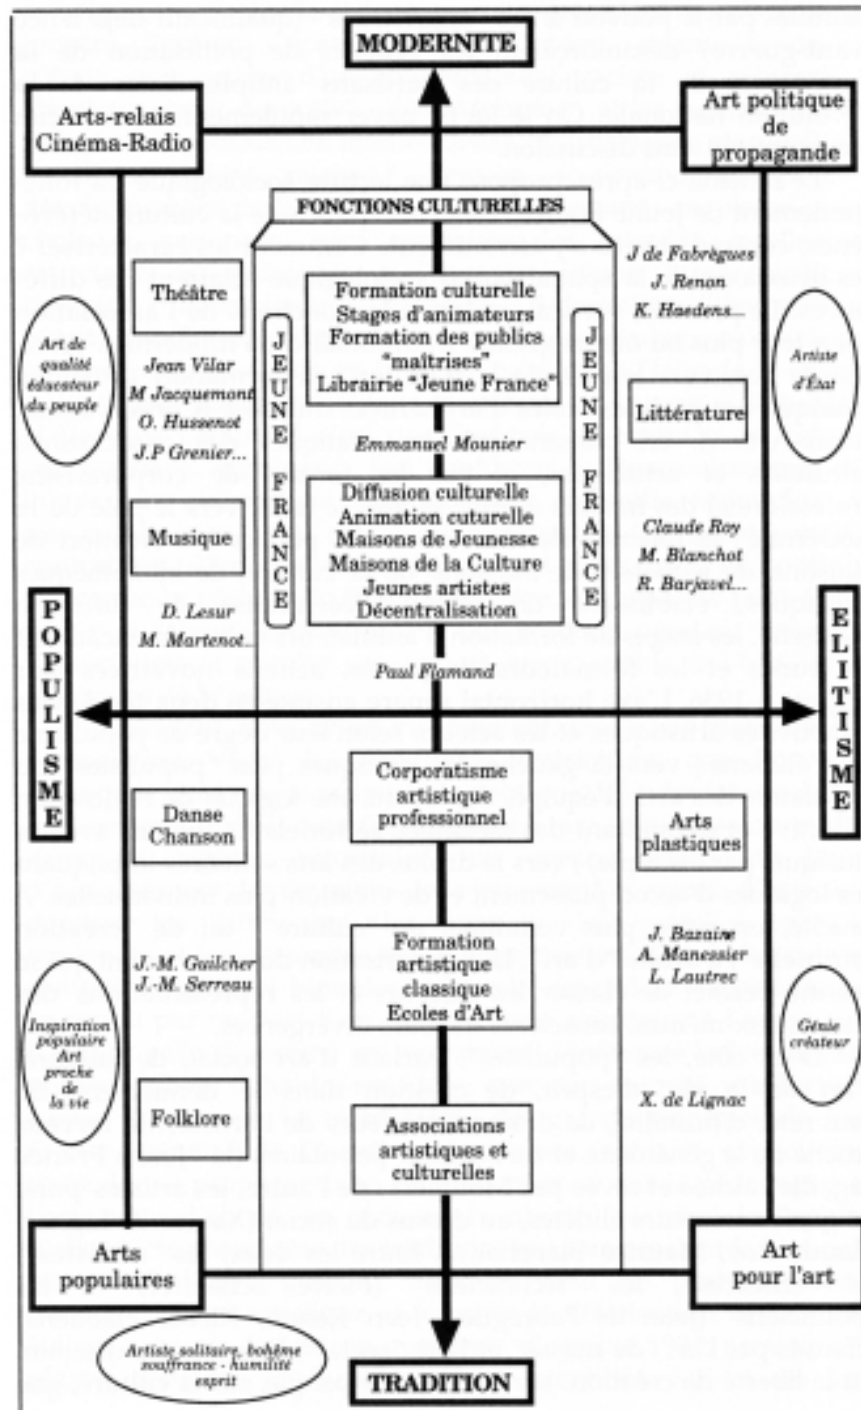 MODERNITE
Arts-relais
Cinéma-Radio
Art politique
de
propagande
FONCTIONS CULTURELLES
Théâtre
Jean Vilar
M Jacquemont
O. Hussenot
J.P Grenier...
Art de
qualité
éducateur
du peuple
JEUNE FRANCE
Formation culturelle
Stages d'animateurs
Formation des publics
"maîtrises"
Librairie "Jeune France"
Emmanuel Mounier
JEUNE FRANCE
J de Fabrègues
J. Renon
K. Haedens...
Littérature
Artiste
d'État
Musique
D. Lesur
M. Martenot...
Diffusion culturelle
Animation cuturelle
Maisons de Jeunesse
Maisons de la Culture
Jeunes artistes
Décentralisation
Paul Flamand
Claude Roy
M. Blanchot
R. Barjavel...
POPULISME
ELITISME
Danse
Chanson
Corporatisme
artistique
professionnel
Arts
plastiques
J.-M. Guilcher
J.-M. Serreau
Formation
artistique
classique
Ecoles d'Art
J. Bazaine
A. Manessier
L. Lautrec
Inspiration
populaire
Art
proche
de
la vie
Génie
créateur
Folklore
Associations
artistiques et
culturelles
X. de Lignac
Arts
populaires
Art
pour l'art
Artiste solitaire, bohême
souffrance - humilité
esprit
TRADITION